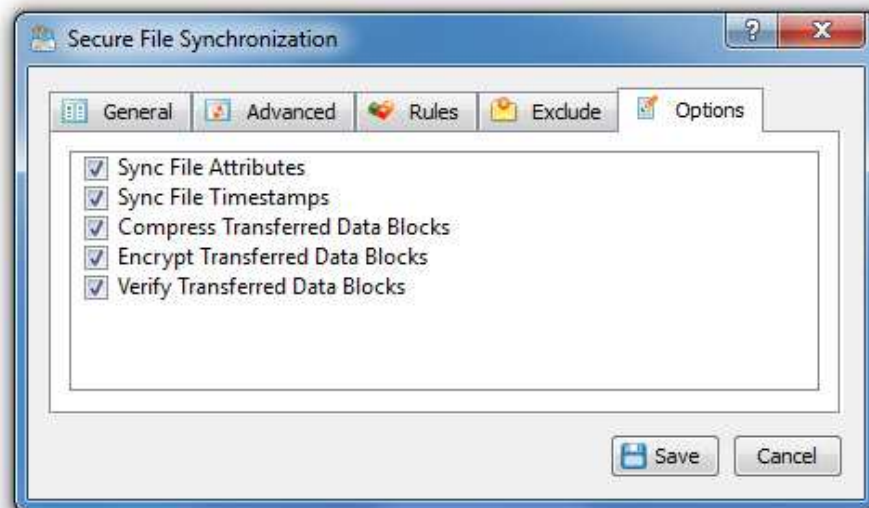 Secure File Synchronization
General Advanced Rules Exclude Options
Sync File Attributes
Sync File Timestamps
Compress Transferred Data Blocks
Encrypt Transferred Data Blocks
Verify Transferred Data Blocks
Save Cancel